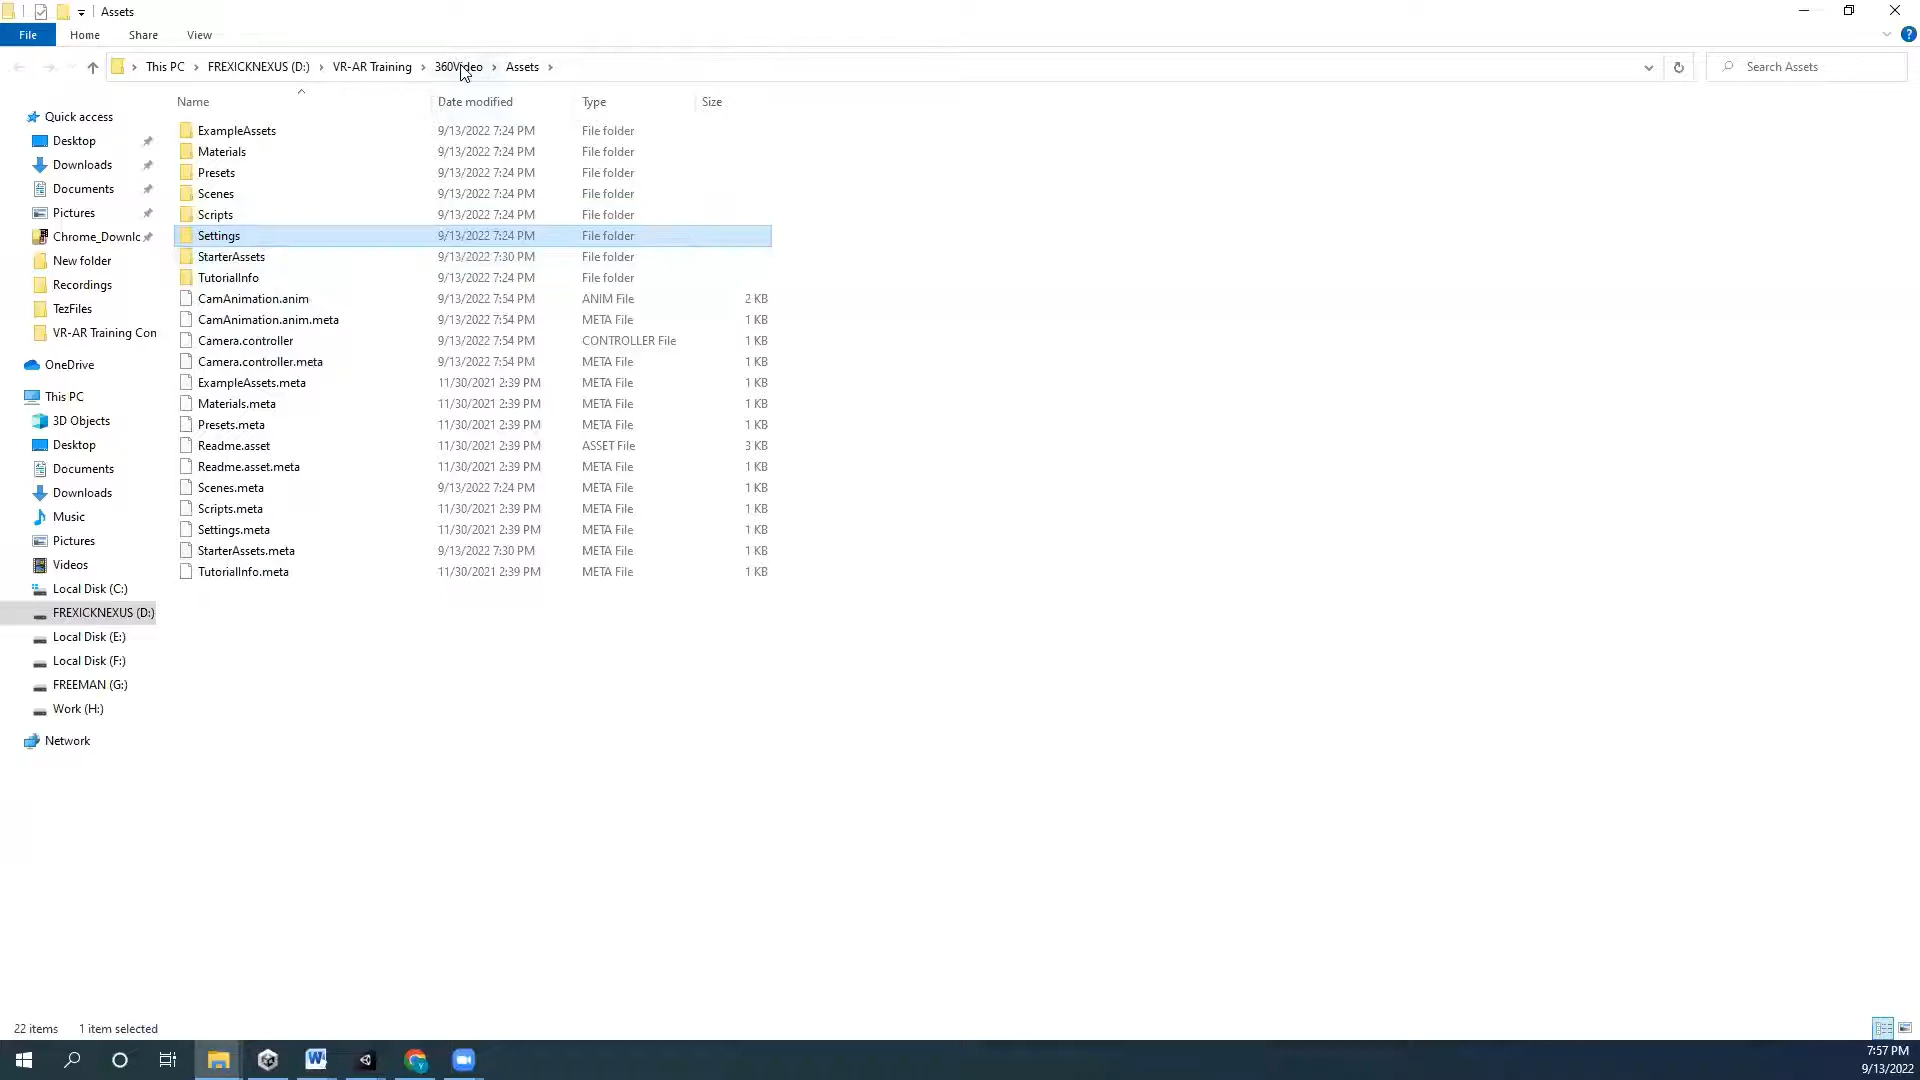 Assets
File Home Share View
This PC FREXICKNEXUS (D:) VR-AR Training 360Video Assets Search Assets
Name Date modified Type Size
Quick access
Desktop
Downloads
Documents
Pictures
Chrome_Downlc
New folder
Recordings
TezFiles
VR-AR Training Con
OneDrive
This PC
3D Objects
Desktop
Documents
Downloads
Music
Pictures
Videos
Local Disk (C:)
FREXICKNEXUS (D:)
Local Disk (E:)
Local Disk (F:)
FREEMAN (G:)
Work (H:)
Network
ExampleAssets 9/13/2022 7:24 PM File folder
Materials 9/13/2022 7:24 PM File folder
Presets 9/13/2022 7:24 PM File folder
Scenes 9/13/2022 7:24 PM File folder
Scripts 9/13/2022 7:24 PM File folder
Settings 9/13/2022 7:24 PM File folder
StarterAssets 9/13/2022 7:30 PM File folder
TutorialInfo 9/13/2022 7:24 PM File folder
CamAnimation.anim 9/13/2022 7:54 PM ANIM File 2 KB
CamAnimation.anim.meta 9/13/2022 7:54 PM META File 1 KB
Camera.controller 9/13/2022 7:54 PM CONTROLLER File 1 KB
Camera.controller.meta 9/13/2022 7:54 PM META File 1 KB
ExampleAssets.meta 11/30/2021 2:39 PM META File 1 KB
Materials.meta 11/30/2021 2:39 PM META File 1 KB
Presets.meta 11/30/2021 2:39 PM META File 1 KB
Readme.asset 11/30/2021 2:39 PM ASSET File 3 KB
Readme.asset.meta 11/30/2021 2:39 PM META File 1 KB
Scenes.meta 9/13/2022 7:24 PM META File 1 KB
Scripts.meta 11/30/2021 2:39 PM META File 1 KB
Settings.meta 11/30/2021 2:39 PM META File 1 KB
StarterAssets.meta 9/13/2022 7:30 PM META File 1 KB
TutorialInfo.meta 11/30/2021 2:39 PM META File 1 KB
22 items 1 item selected
7:57 PM
9/13/2022